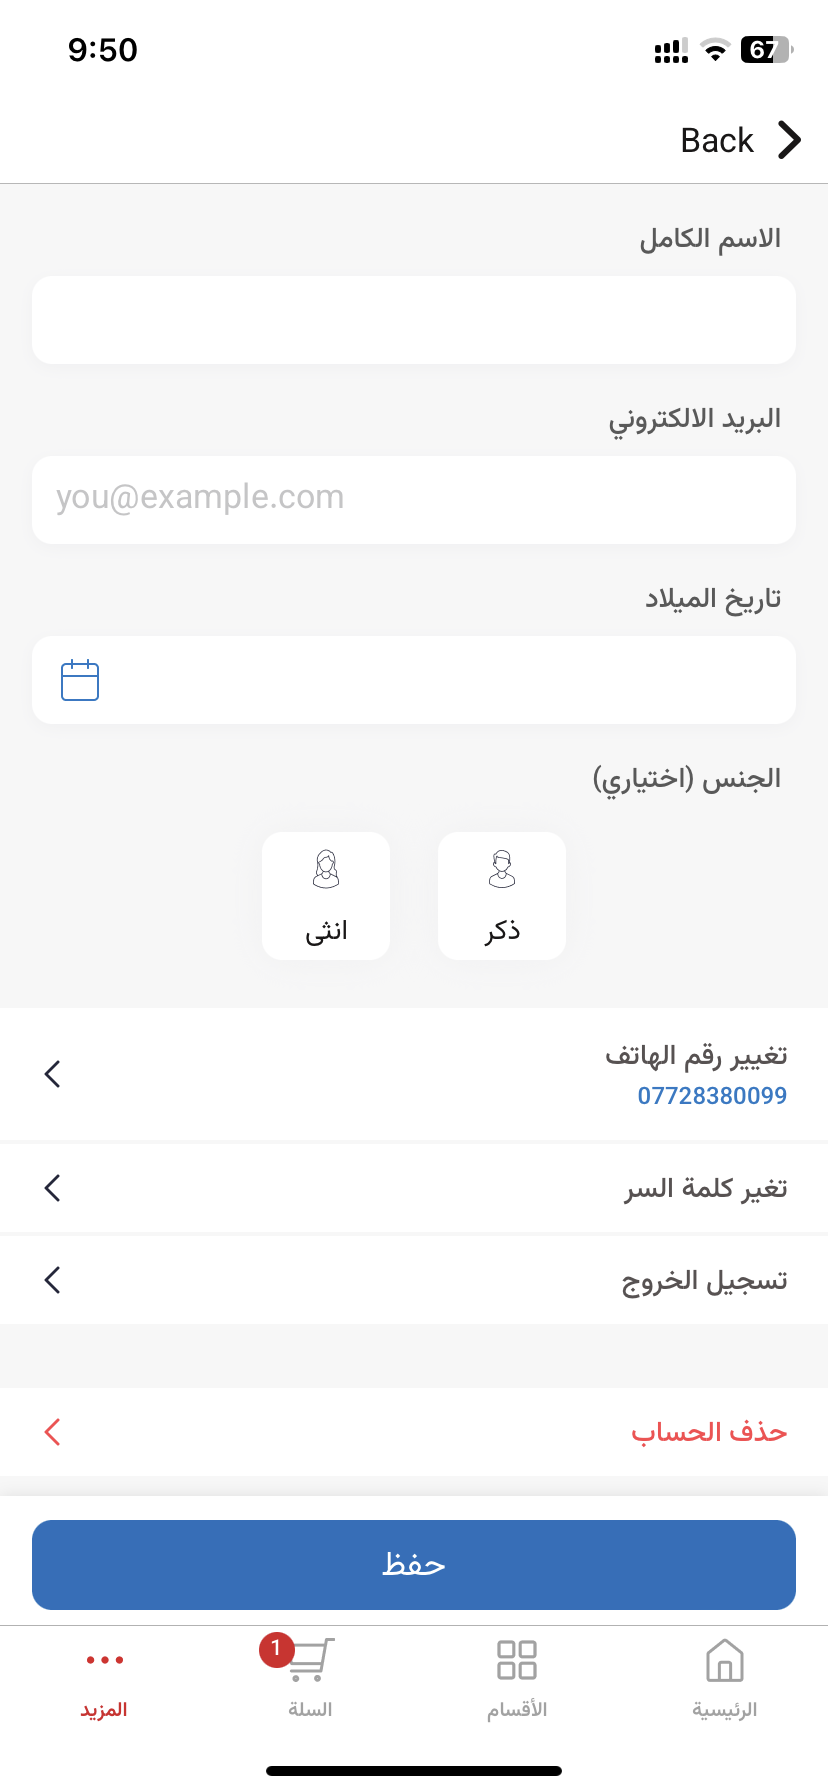 9:50
67
Back
الاسم الكامل
البريد الالكتروني
you@example.com
تاريخ الميلاد
الجنس (اختياري)
ذكر
انثى
تغيير رقم الهاتف
07728380099
تغير كلمة السر
تسجيل الخروج
حذف الحساب
حفظ
1
الرئيسية
الأقسام
السلة
المزيد